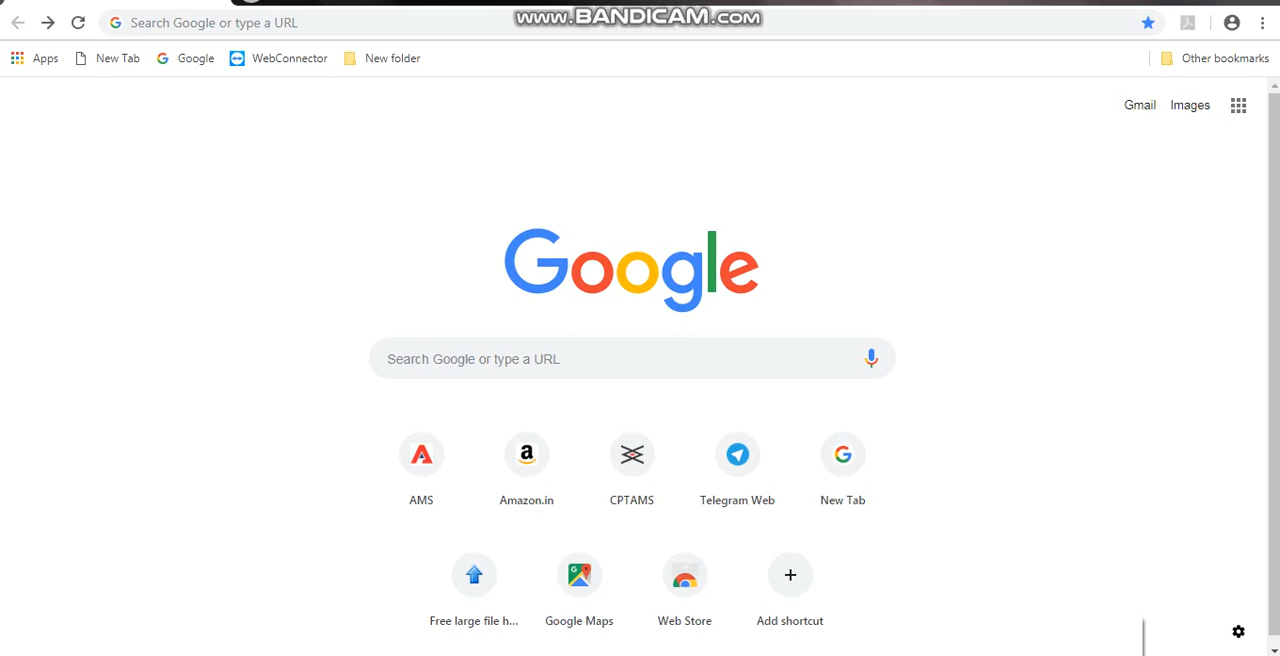 Search Google or type a URL
www.BANDICAM.com
Apps New Tab Google WebConnector New folder Other bookmarks
Gmail Images
Google
Search Google or type a URL
AMS Amazon.in CPTAMS Telegram Web New Tab
Free large file h... Google Maps Web Store Add shortcut